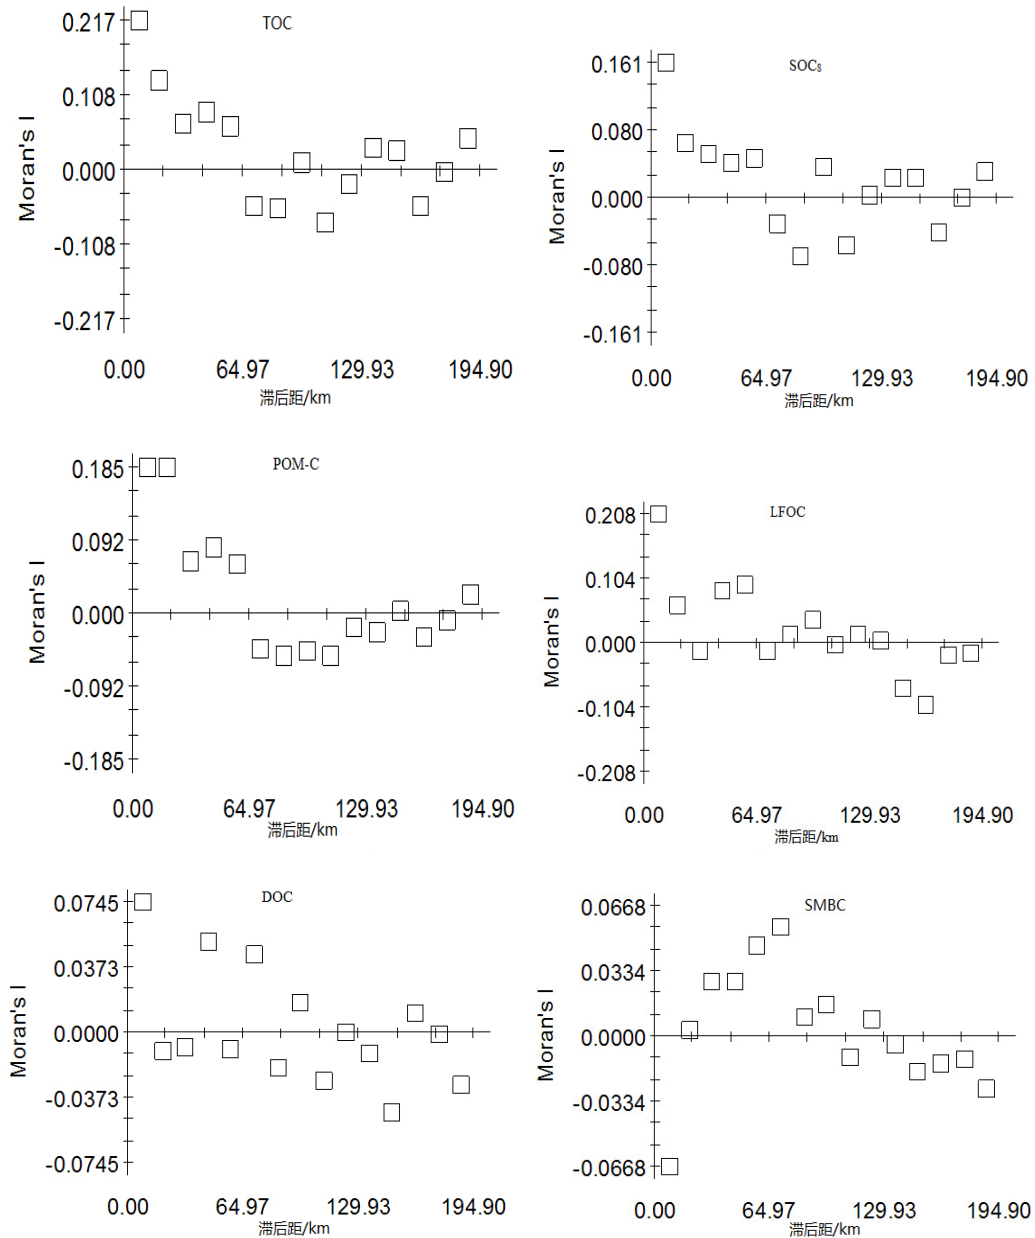 TOC
0.217
0.108
0.000
-0.108
-0.217
Moran's I
0.00 64.97 129.93 194.90
滞后距/km
SOCs
0.161
0.080
0.000
-0.080
-0.161
Moran's I
0.00 64.97 129.93 194.90
滞后距/km
POM-C
0.185
0.092
0.000
-0.092
-0.185
Moran's I
0.00 64.97 129.93 194.90
滞后距/km
LFOC
0.208
0.104
0.000
-0.104
-0.208
Moran's I
0.00 64.97 129.93 194.90
滞后距/km
DOC
0.0745
0.0373
0.0000
-0.0373
-0.0745
Moran's I
0.00 64.97 129.93 194.90
滞后距/km
SMBC
0.0668
0.0334
0.0000
-0.0334
-0.0668
Moran's I
0.00 64.97 129.93 194.90
滞后距/km